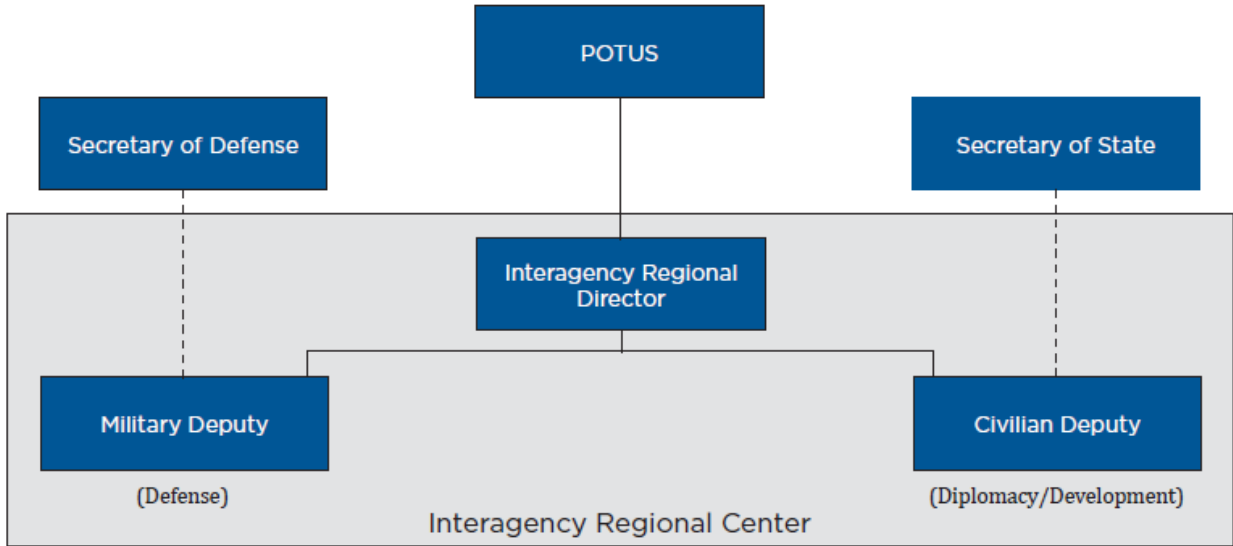 POTUS
Secretary of Defense
Secretary of State
Interagency Regional
Director
Military Deputy
Civilian Deputy
(Defense)
(Diplomacy/Development)
Interagency Regional Center